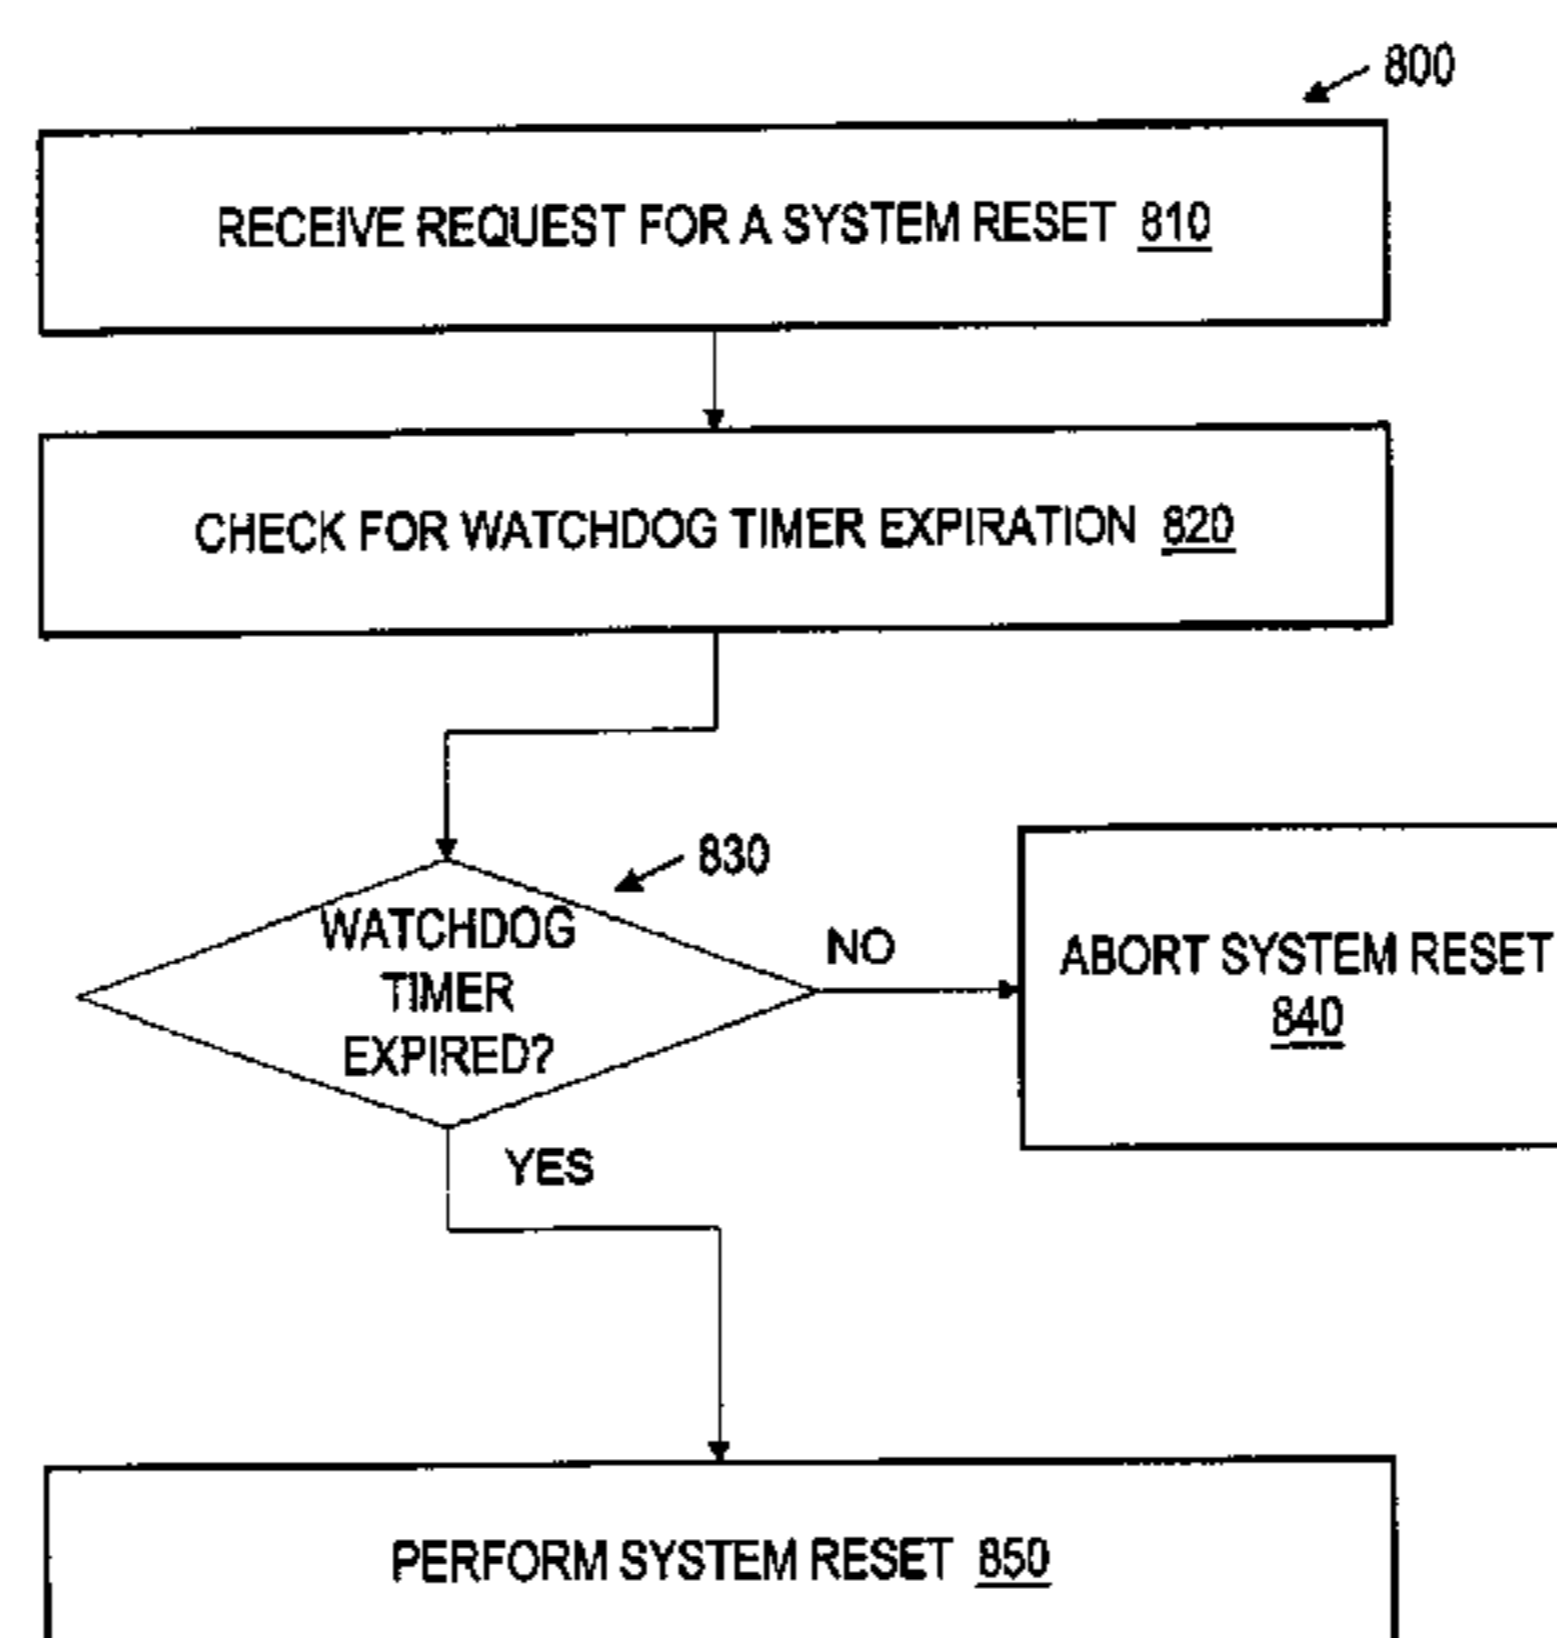 800
RECEIVE REQUEST FOR A SYSTEM RESET 810
CHECK FOR WATCHDOG TIMER EXPIRATION 820
830
WATCHDOG
TIMER
EXPIRED?
NO
ABORT SYSTEM RESET
840
YES
PERFORM SYSTEM RESET 850